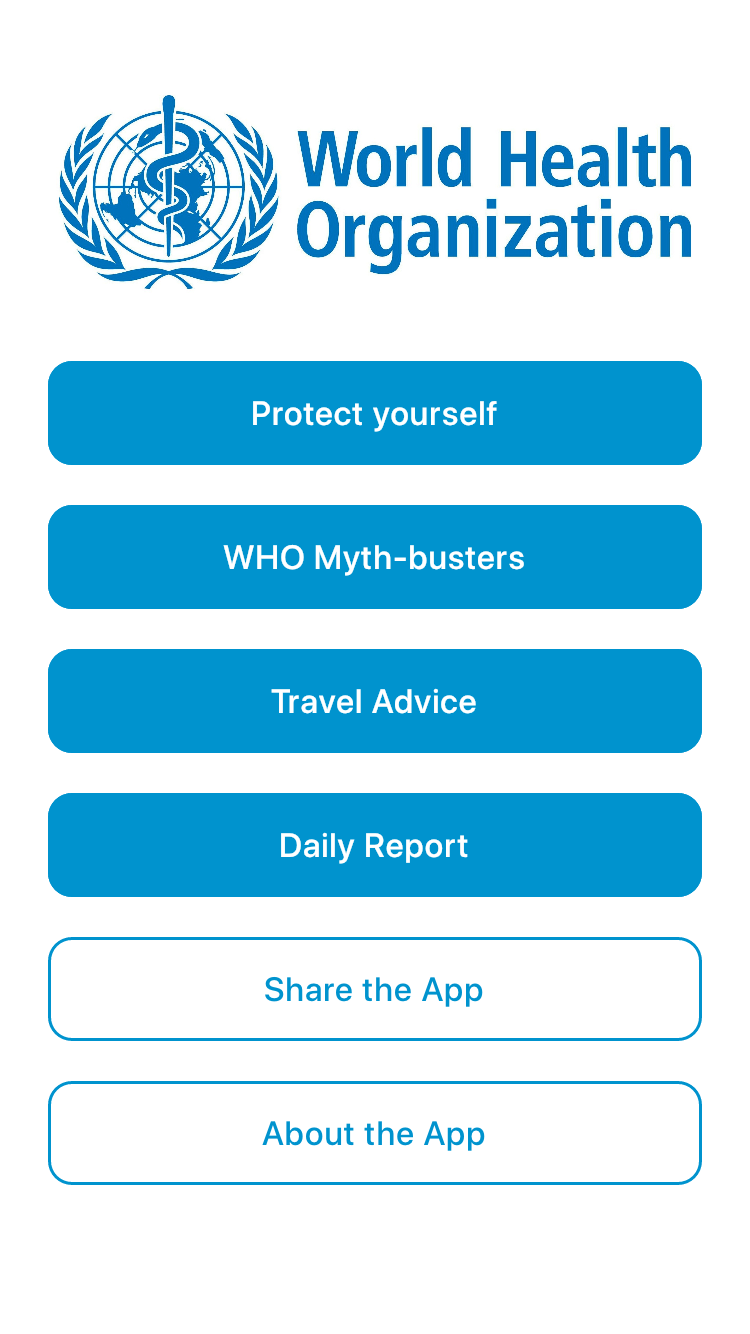 World Health
Organization
Protect yourself
WHO Myth-busters
Travel Advice
Daily Report
Share the App
About the App